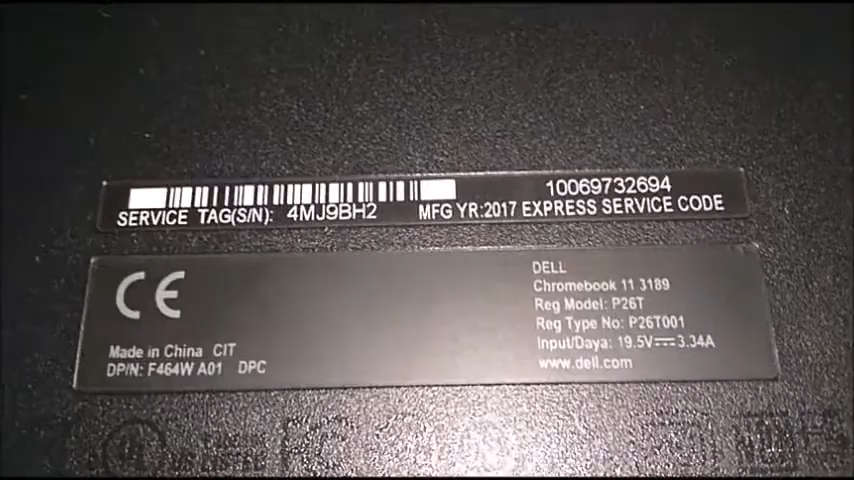 10069732694
SERVICE TAG(S/N): 4MJ9BH2 MFG YR:2017 EXPRESS SERVICE CODE
CE
DELL
Chromebook 11 3189
Reg Model: P26T
Reg Type No: P26T001
Input/Daya: 19.5V⎓3.34A
www.dell.com
Made in China CIT
DP/N: F464W A01 DPC